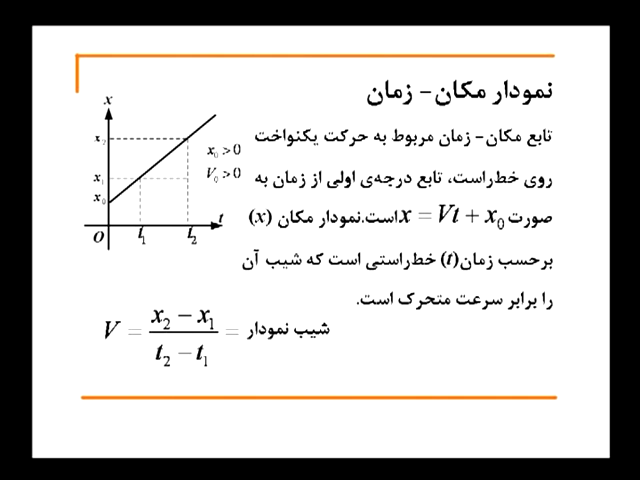 نمودار مکان- زمان
تابع مکان- زمان مربوط به حرکت یکنواخت
روی خط‌راست، تابع درجه‌ی اولی از زمان به
صورت x = Vt + x₀ است.نمودار مکان (x)
برحسب زمان(t) خط‌راستی است که شیب آن
را برابر سرعت متحرک است.
V = (x₂ − x₁)/(t₂ − t₁) = شیب نمودار
x
x₂
x₁
x₀
O
t₁
t₂
t
x₀ > 0
V₀ > 0